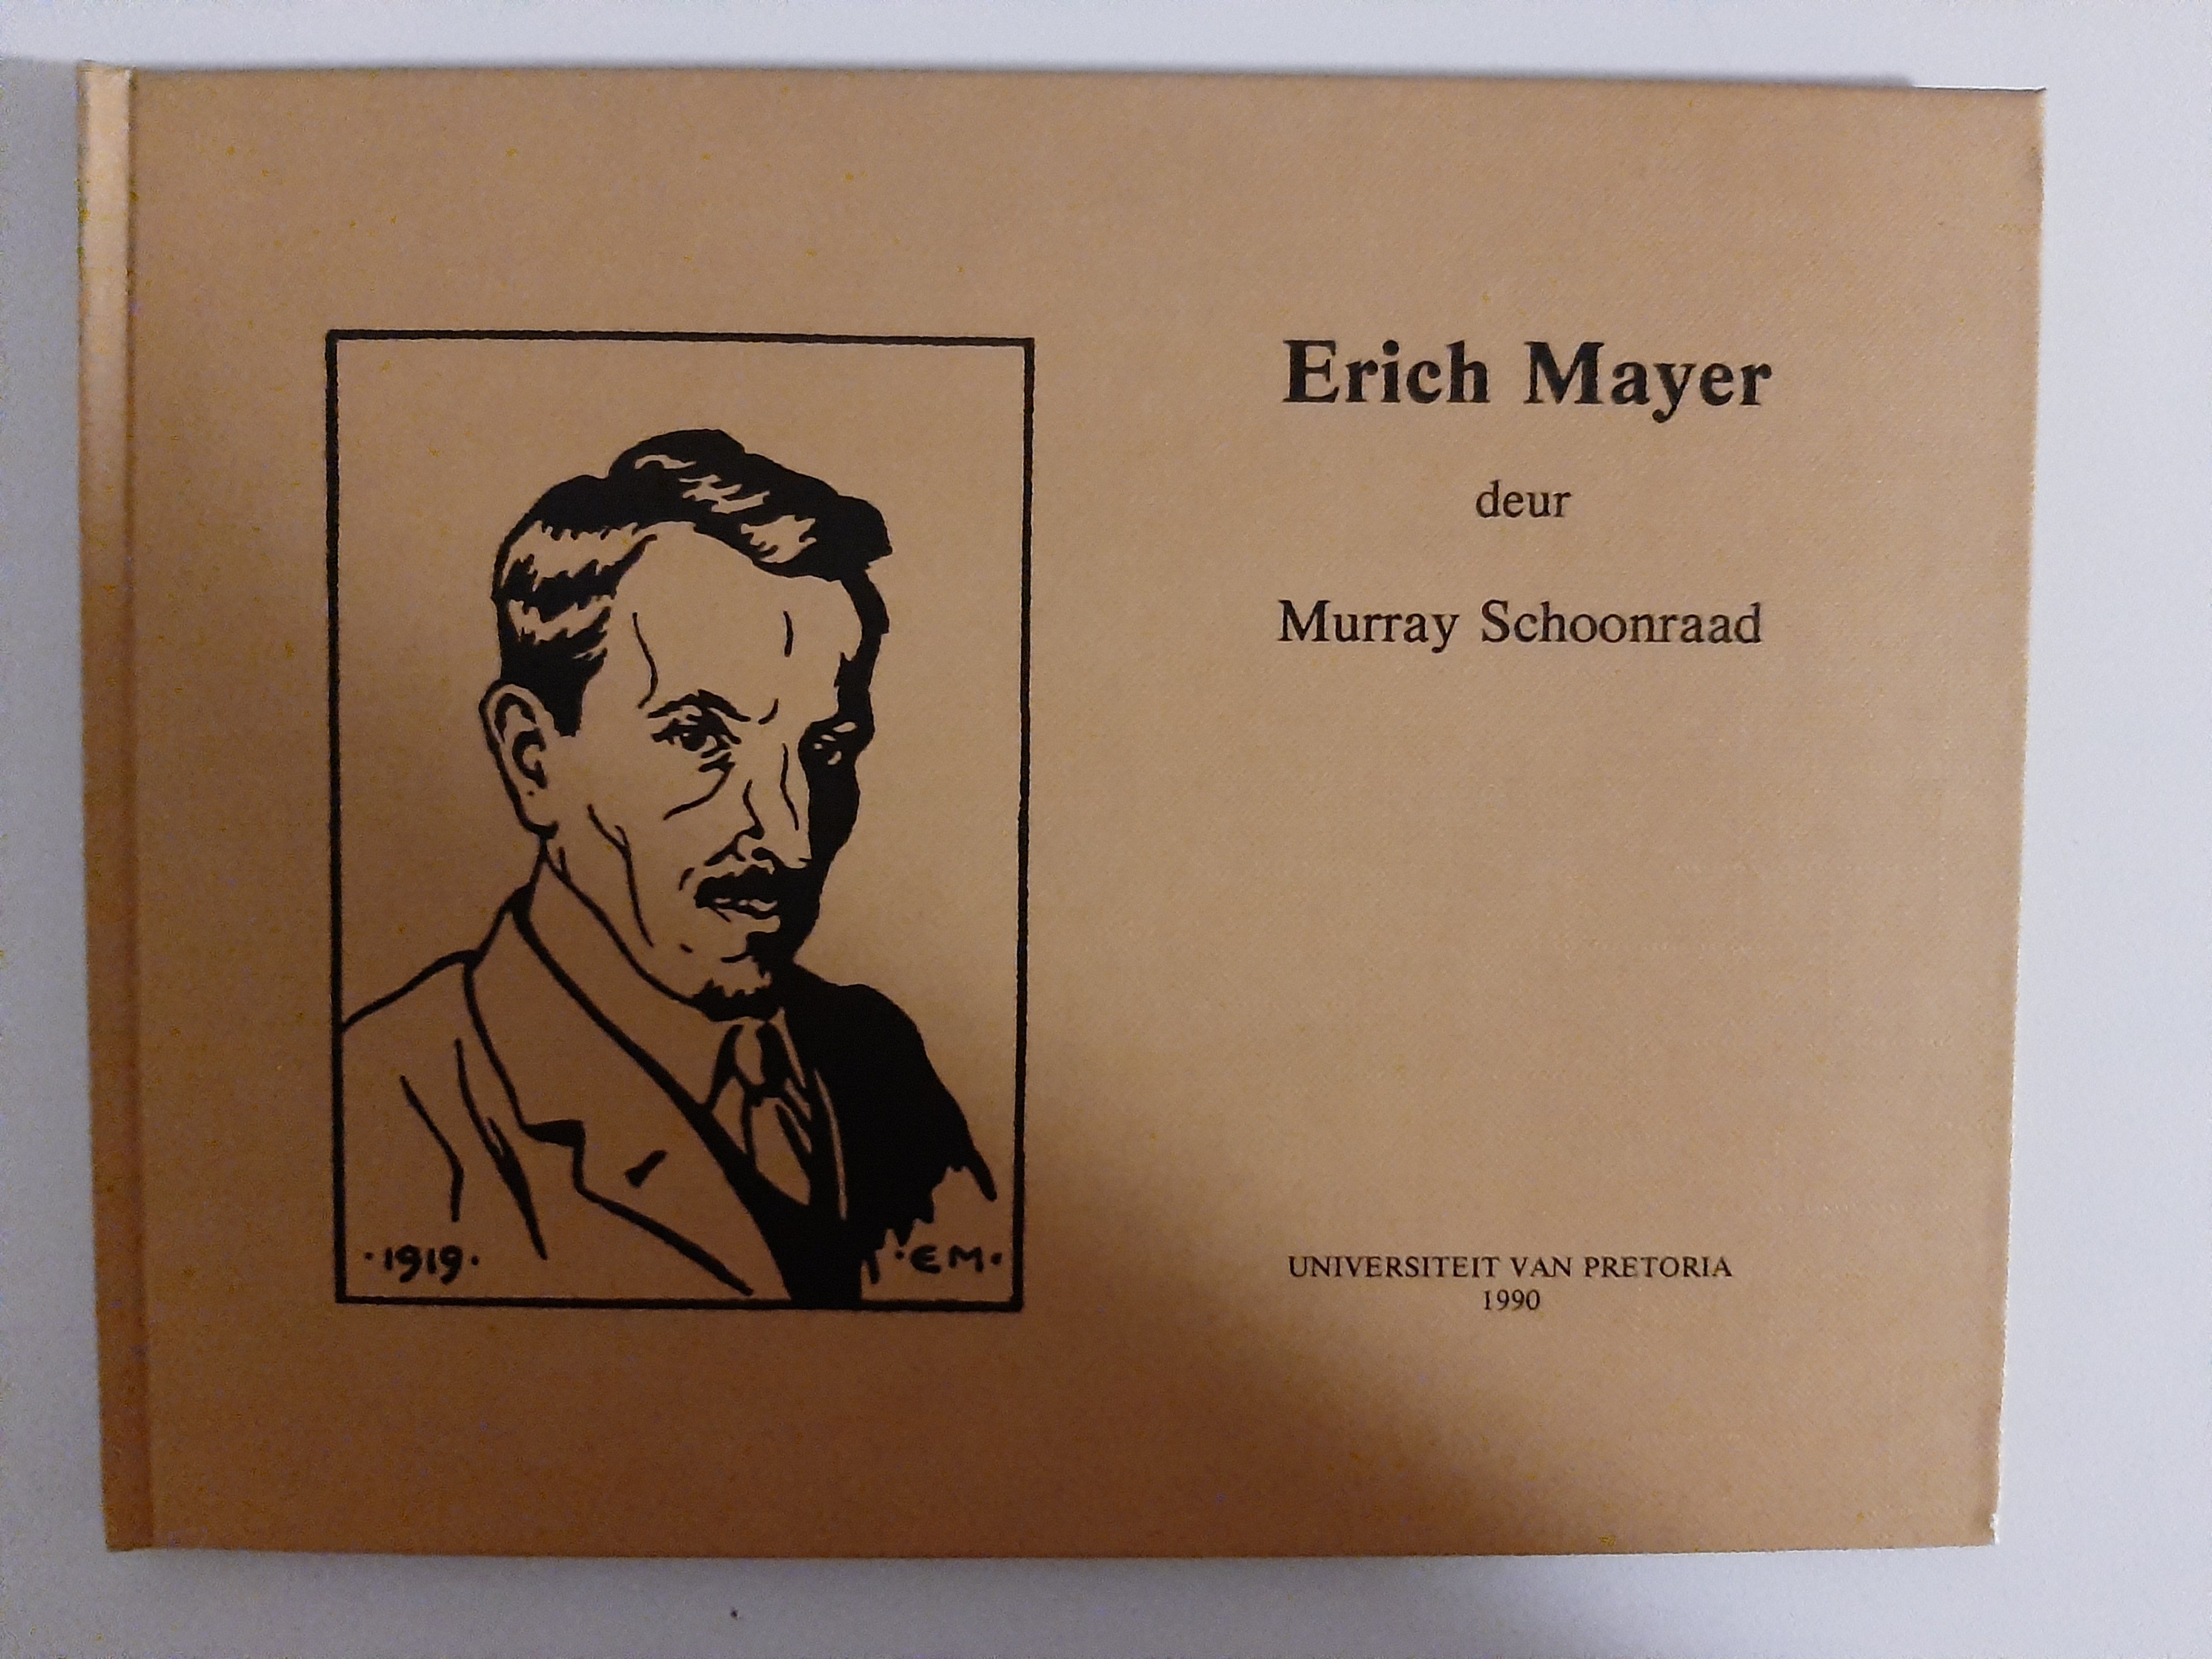 Erich Mayer
deur
Murray Schoonraad
·1919·
·EM·
UNIVERSITEIT VAN PRETORIA
1990